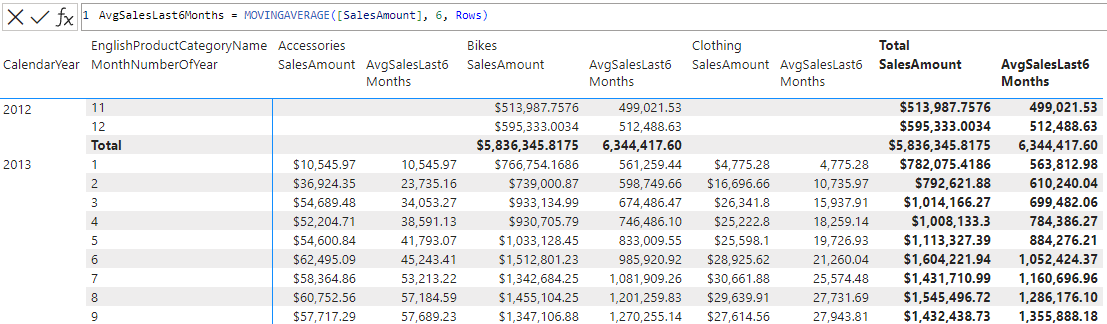 1 AvgSalesLast6Months = MOVINGAVERAGE([SalesAmount], 6, Rows)
EnglishProductCategoryName Accessories Bikes Clothing Total
CalendarYear MonthNumberOfYear SalesAmount AvgSalesLast6 SalesAmount AvgSalesLast6 SalesAmount AvgSalesLast6 SalesAmount AvgSalesLast6
Months Months Months Months
2012 11 $513,987.7576 499,021.53 $513,987.7576 499,021.53
12 $595,333.0034 512,488.63 $595,333.0034 512,488.63
Total $5,836,345.8175 6,344,417.60 $5,836,345.8175 6,344,417.60
2013 1 $10,545.97 10,545.97 $766,754.1686 561,259.44 $4,775.28 4,775.28 $782,075.4186 563,812.98
2 $36,924.35 23,735.16 $739,000.87 598,749.66 $16,696.66 10,735.97 $792,621.88 610,240.04
3 $54,689.48 34,053.27 $933,134.99 674,486.47 $26,341.8 15,937.91 $1,014,166.27 699,482.06
4 $52,204.71 38,591.13 $930,705.79 746,486.10 $25,222.8 18,259.14 $1,008,133.3 784,386.27
5 $54,600.84 41,793.07 $1,033,128.45 833,009.55 $25,598.1 19,726.93 $1,113,327.39 884,276.21
6 $62,495.09 45,243.41 $1,512,801.23 985,920.92 $28,925.62 21,260.04 $1,604,221.94 1,052,424.37
7 $58,364.86 53,213.22 $1,342,684.25 1,081,909.26 $30,661.88 25,574.48 $1,431,710.99 1,160,696.96
8 $60,752.56 57,184.59 $1,455,104.25 1,201,259.83 $29,639.91 27,731.69 $1,545,496.72 1,286,176.10
9 $57,717.29 57,689.23 $1,347,106.88 1,270,255.14 $27,614.56 27,943.81 $1,432,438.73 1,355,888.18